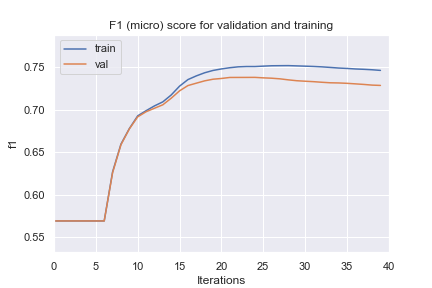 F1 (micro) score for validation and training
train
val
0.75
0.70
0.65
0.60
0.55
f1
0 5 10 15 20 25 30 35 40
Iterations